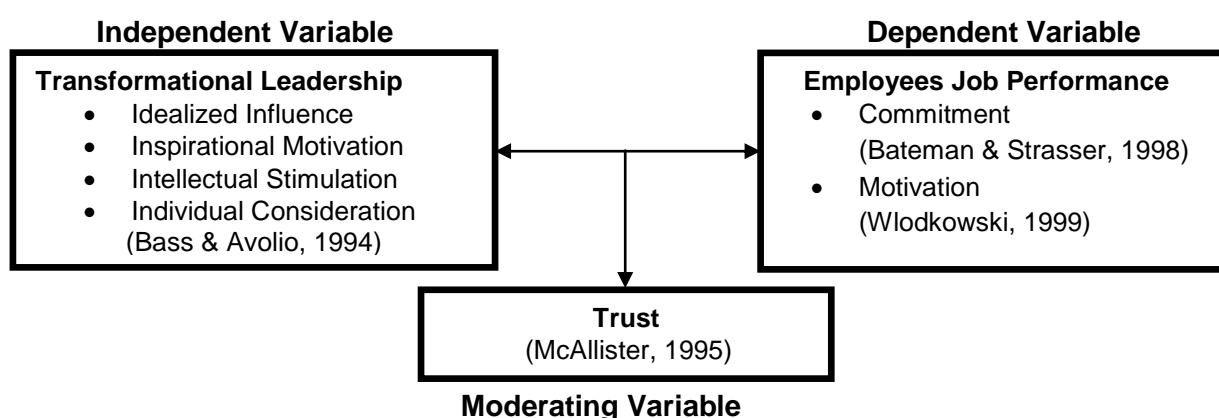 Independent Variable
Transformational Leadership
• Idealized Influence
• Inspirational Motivation
• Intellectual Stimulation
• Individual Consideration
(Bass & Avolio, 1994)
Dependent Variable
Employees Job Performance
• Commitment
(Bateman & Strasser, 1998)
• Motivation
(Wlodkowski, 1999)
Trust
(McAllister, 1995)
Moderating Variable